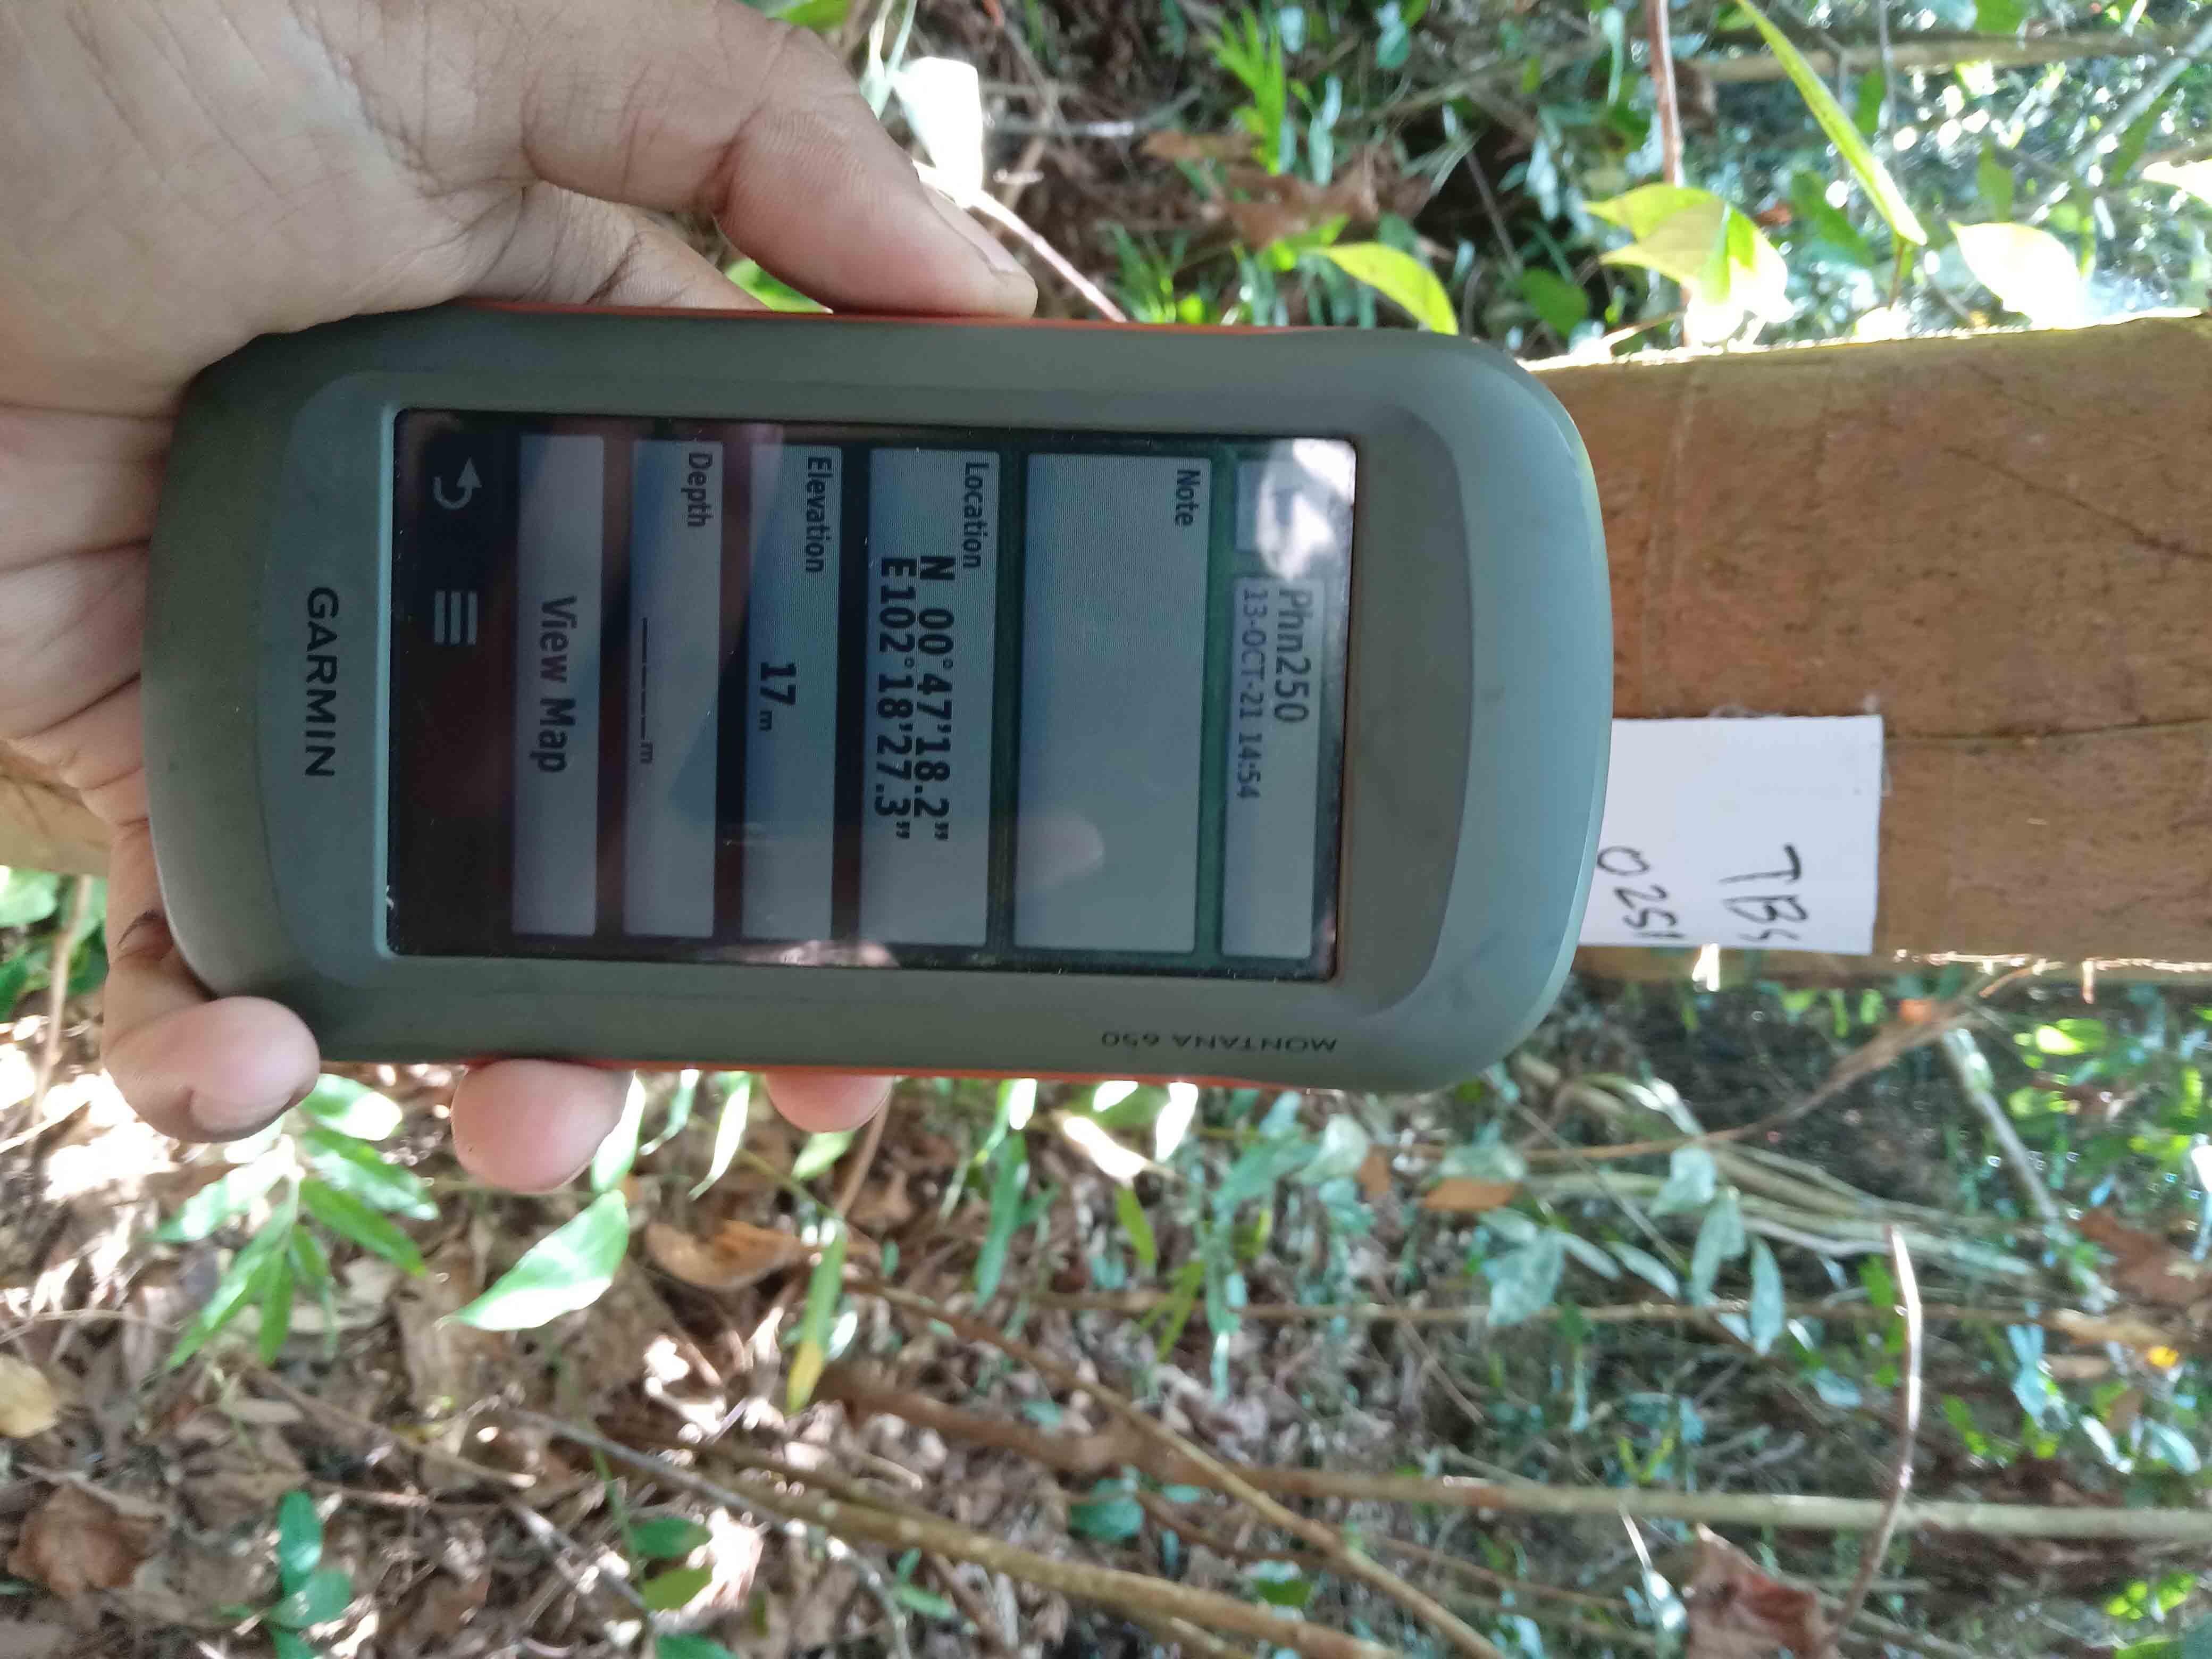 TBS
0251
MONTANA 650
Phn250
13-OCT-21 14:54
Note
Location
N 00°47'18.2"
E102°18'27.3"
Elevation
17m
Depth
_____m
View Map
GARMIN